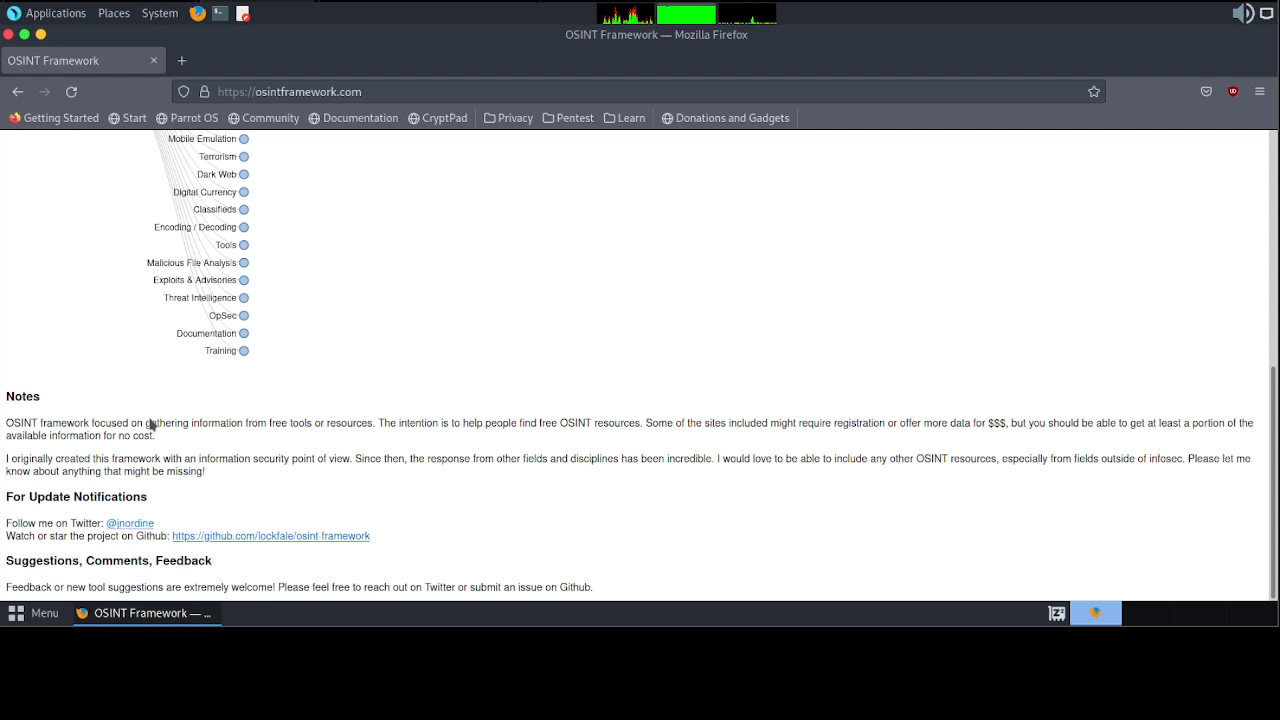 Applications Places System
OSINT Framework — Mozilla Firefox
OSINT Framework
https://osintframework.com
Getting Started Start Parrot OS Community Documentation CryptPad Privacy Pentest Learn Donations and Gadgets
Mobile Emulation
Terrorism
Dark Web
Digital Currency
Classifieds
Encoding / Decoding
Tools
Malicious File Analysis
Exploits & Advisories
Threat Intelligence
OpSec
Documentation
Training
Notes
OSINT framework focused on gathering information from free tools or resources. The intention is to help people find free OSINT resources. Some of the sites included might require registration or offer more data for $$$, but you should be able to get at least a portion of the
available information for no cost.
I originally created this framework with an information security point of view. Since then, the response from other fields and disciplines has been incredible. I would love to be able to include any other OSINT resources, especially from fields outside of infosec. Please let me
know about anything that might be missing!
For Update Notifications
Follow me on Twitter: @jnordine
Watch or star the project on Github: https://github.com/lockfale/osint-framework
Suggestions, Comments, Feedback
Feedback or new tool suggestions are extremely welcome! Please feel free to reach out on Twitter or submit an issue on Github.
Menu OSINT Framework — ...